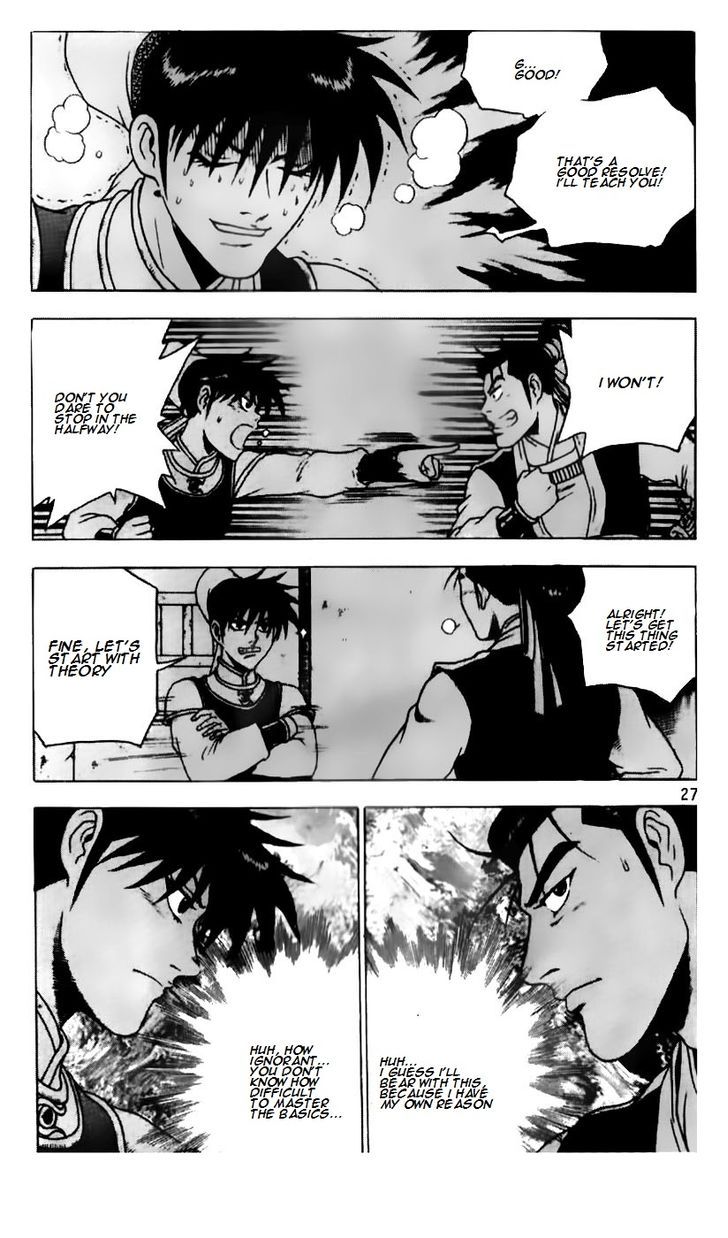 G...
GOOD!
THAT'S A
GOOD RESOLVE!
I'LL TEACH YOU!
DON'T YOU
DARE TO
STOP IN THE
HALFWAY!
I WON'T!
FINE, LET'S
START WITH
THEORY
ALRIGHT!
LET'S GET
THIS THING
STARTED!
27
HUH, HOW
IGNORANT...
YOU DON'T
KNOW HOW
DIFFICULT
TO MASTER
THE BASICS...
HUH...
I GUESS I'LL
BEAR WITH THIS,
BECAUSE I HAVE
MY OWN REASON